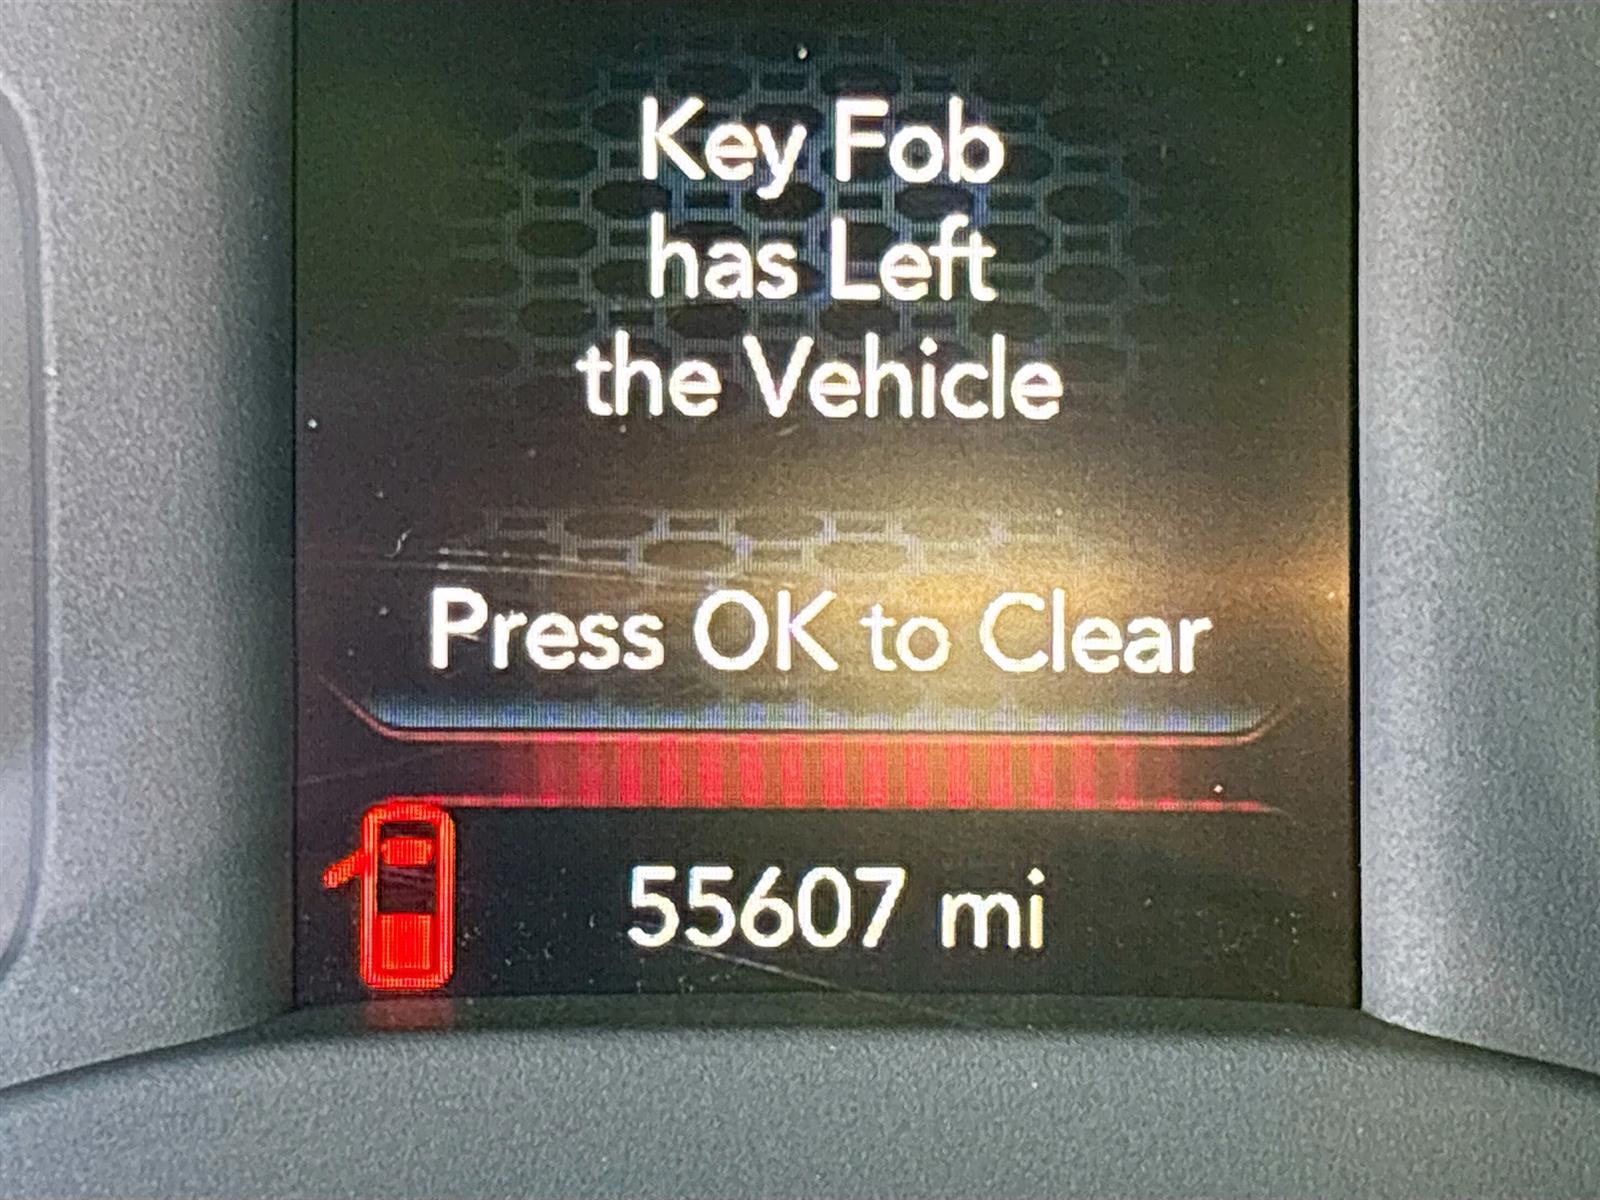 Key Fob
has Left
the Vehicle
Press OK to Clear
55607 mi